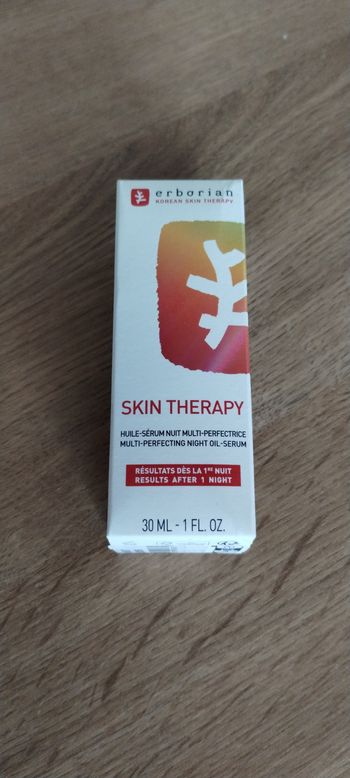 erborian
KOREAN SKIN THERAPY
SKIN THERAPY
HUILE-SÉRUM NUIT MULTI-PERFECTRICE
MULTI-PERFECTING NIGHT OIL-SERUM
RÉSULTATS DÈS LA 1RE NUIT
RESULTS AFTER 1 NIGHT
30 ML - 1 FL. OZ.